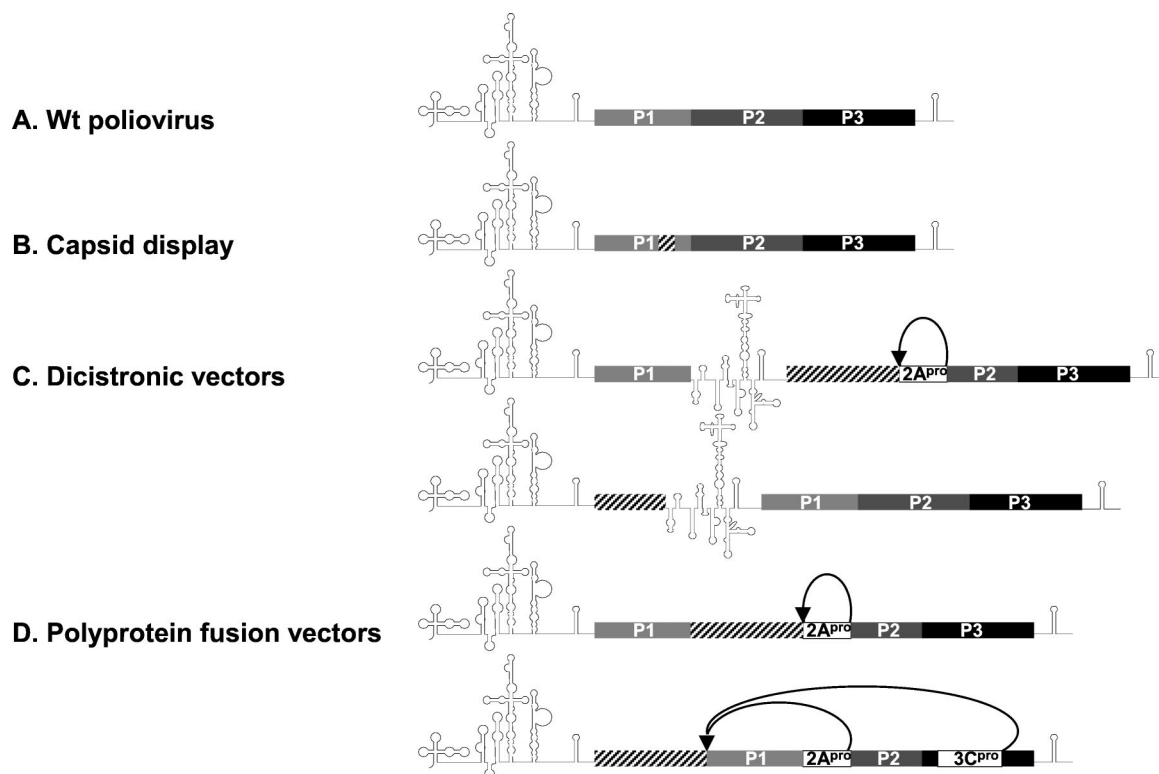 A. Wt poliovirus P1 P2 P3
B. Capsid display P1 P2 P3
C. Dicistronic vectors P1 2Apro P2 P3
P1 P2 P3
D. Polyprotein fusion vectors P1 2Apro P2 P3
P1 2Apro P2 3Cpro